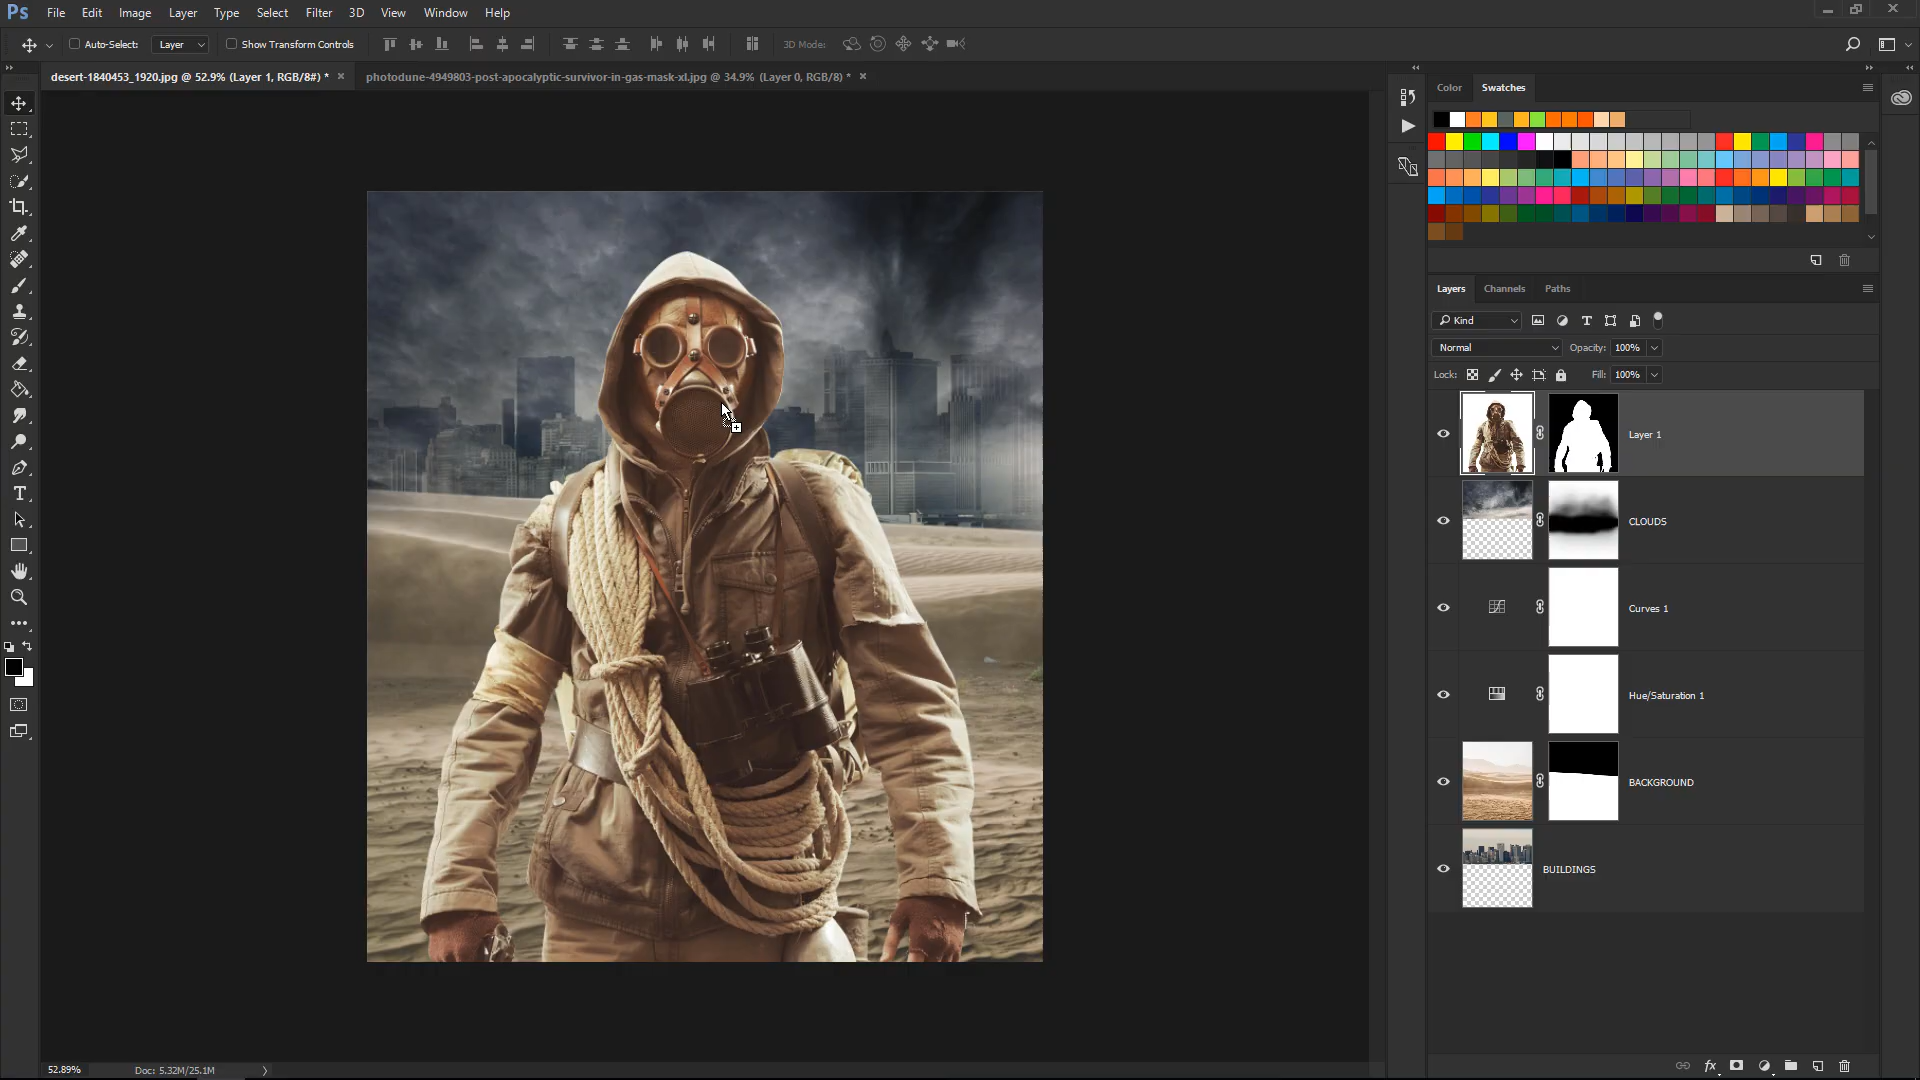 Ps File Edit Image Layer Type Select Filter 3D View Window Help
Auto-Select: Layer Show Transform Controls 3D Mode:
desert-1840453_1920.jpg @ 52.9% (Layer 1, RGB/8#) * photodune-4949803-post-apocalyptic-survivor-in-gas-mask-xl.jpg @ 34.9% (Layer 0, RGB/8) *
Color Swatches
Layers Channels Paths
Kind
Normal Opacity: 100%
Lock: Fill: 100%
Layer 1
CLOUDS
Curves 1
Hue/Saturation 1
BACKGROUND
BUILDINGS
52.89% Doc: 5.32M/25.1M
fx